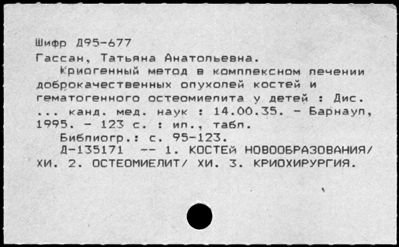 Шифр Д95-677
Гассан, Татьяна Анатольевна.
Криогенный метод в комплексном лечении
доброкачественных опухолей костей и
гематогенного остеомиелита у детей : Дис.
... канд. мед. наук : 14.00.35. - Барнаул,
1995. - 123 с. : ил., табл.
Библиогр.: с. 95-123.
Д-135171 -- 1. КОСТЕЙ НОВООБРАЗОВАНИЯ/
ХИ. 2. ОСТЕОМИЕЛИТ/ ХИ. 3. КРИОХИРУРГИЯ.